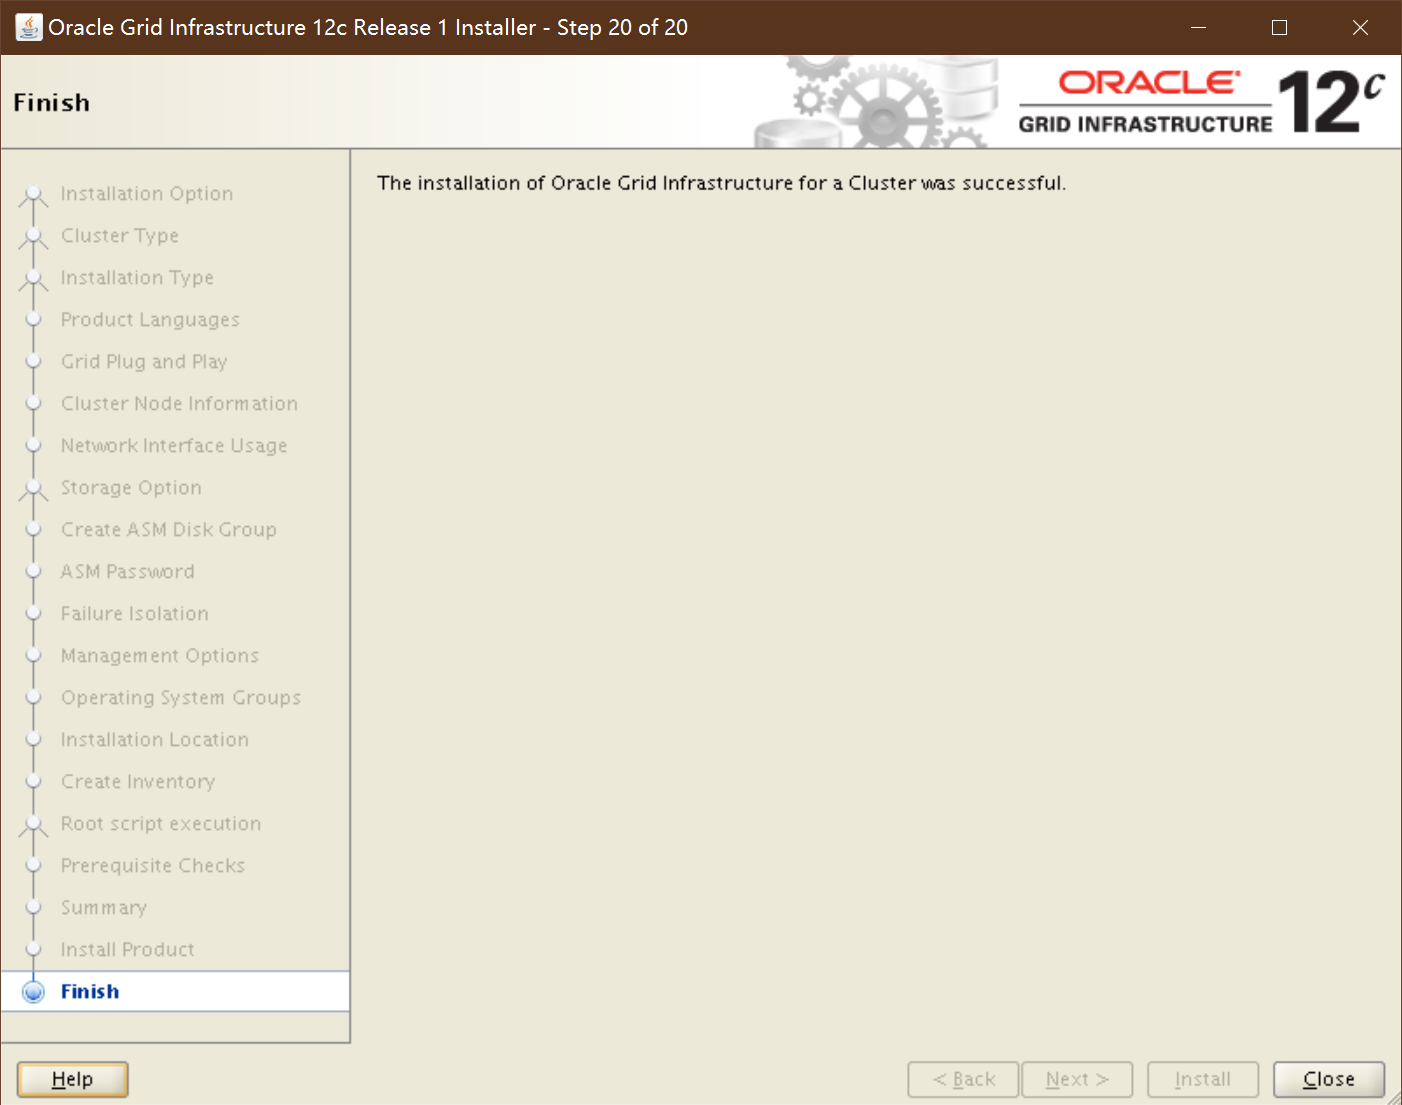 Oracle Grid Infrastructure 12c Release 1 Installer - Step 20 of 20
Finish
ORACLE®
GRID INFRASTRUCTURE
12c
Installation Option
Cluster Type
Installation Type
Product Languages
Grid Plug and Play
Cluster Node Information
Network Interface Usage
Storage Option
Create ASM Disk Group
ASM Password
Failure Isolation
Management Options
Operating System Groups
Installation Location
Create Inventory
Root script execution
Prerequisite Checks
Summary
Install Product
Finish
The installation of Oracle Grid Infrastructure for a Cluster was successful.
Help
< Back
Next >
Install
Close